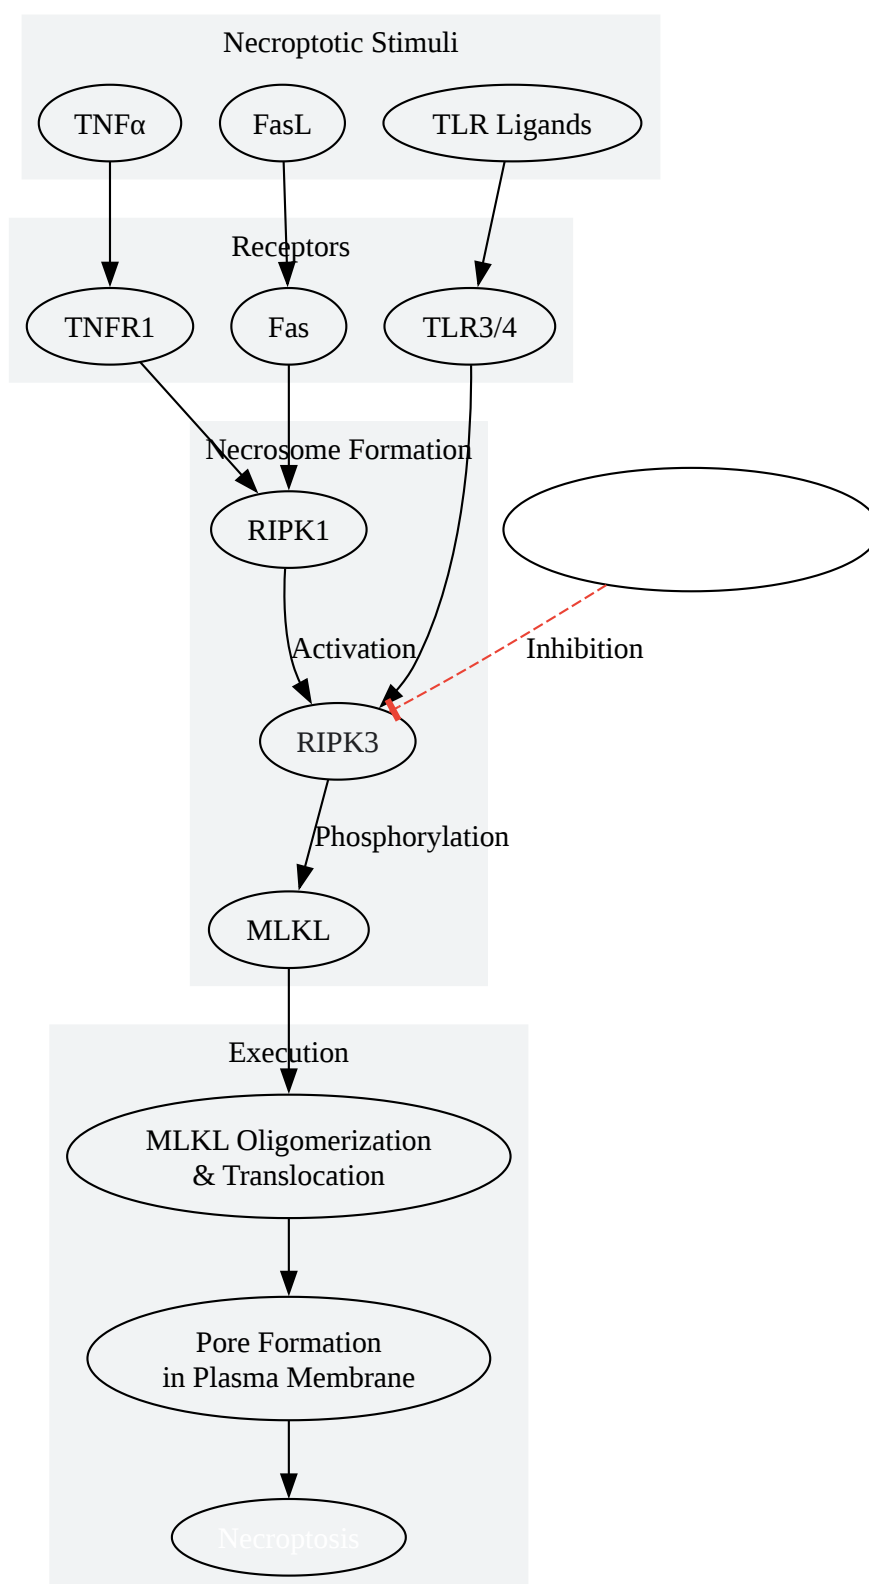 Necroptotic Stimuli
TNFα
FasL
TLR Ligands
Receptors
TNFR1
Fas
TLR3/4
Necrosome Formation
RIPK1
Activation
Inhibition
RIPK3
Phosphorylation
MLKL
Execution
MLKL Oligomerization
& Translocation
Pore Formation
in Plasma Membrane
Necroptosis